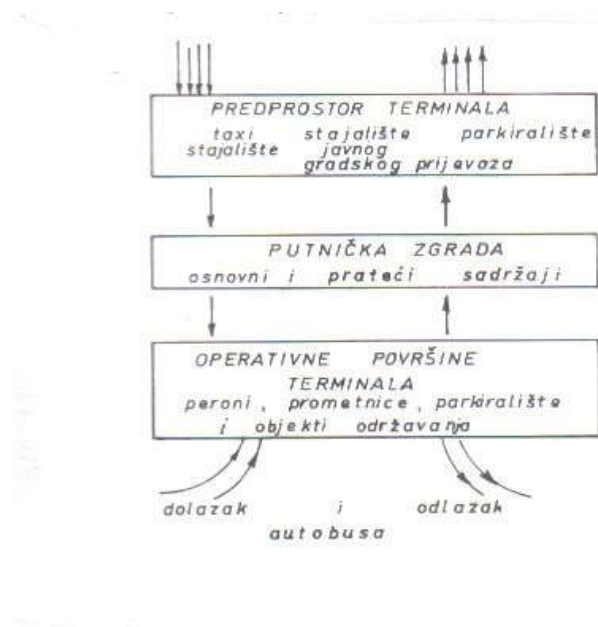 PREDPROSTOR TERMINALA
taxi stajalište parkiralište
stajalište javnog
gradskog prijevoza
PUTNIČKA ZGRADA
osnovni i prateći sadržaji
OPERATIVNE POVRŠINE
TERMINALA
peroni, prometnice, parkiralište
i objekti održavanja
dolazak i odlazak
autobusa